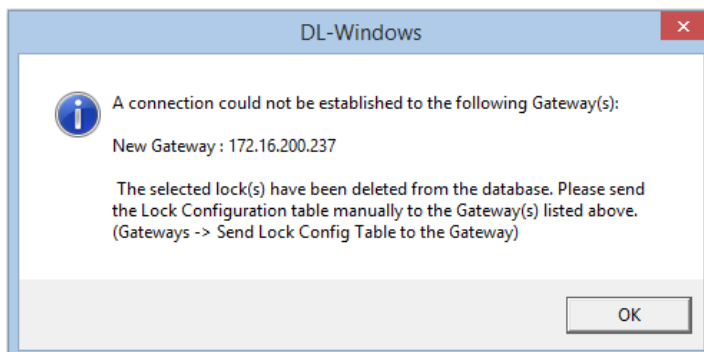 DL-Windows
A connection could not be established to the following Gateway(s):
New Gateway : 172.16.200.237
The selected lock(s) have been deleted from the database. Please send
the Lock Configuration table manually to the Gateway(s) listed above.
(Gateways -> Send Lock Config Table to the Gateway)
OK